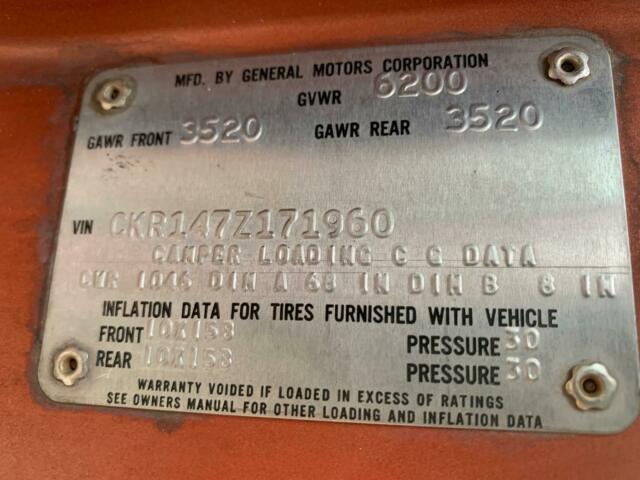 MFD. BY GENERAL MOTORS CORPORATION
GVWR 6200
GAWR FRONT 3520 GAWR REAR 3520
VIN CKR147Z171960
CAMPER LOADING C G DATA
CWR 1046 DIM A 68 IN DIM B 8 IN
INFLATION DATA FOR TIRES FURNISHED WITH VEHICLE
FRONT 10X15B PRESSURE 30
REAR 10X15B PRESSURE 30
WARRANTY VOIDED IF LOADED IN EXCESS OF RATINGS
SEE OWNERS MANUAL FOR OTHER LOADING AND INFLATION DATA